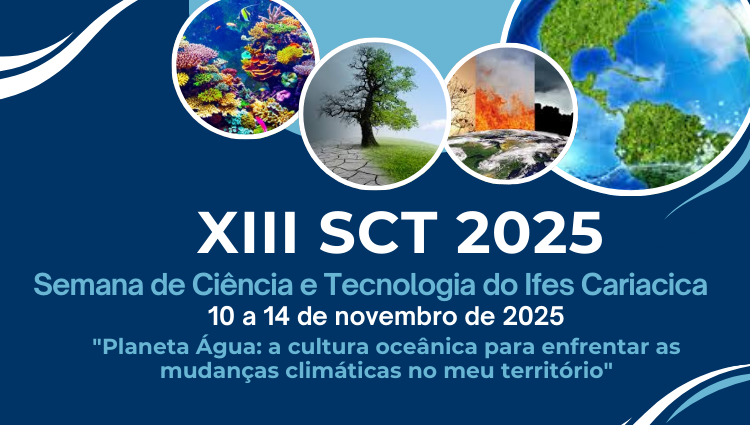 XIII SCT 2025
Semana de Ciência e Tecnologia do Ifes Cariacica
10 a 14 de novembro de 2025
"Planeta Água: a cultura oceânica para enfrentar as
mudanças climáticas no meu território"